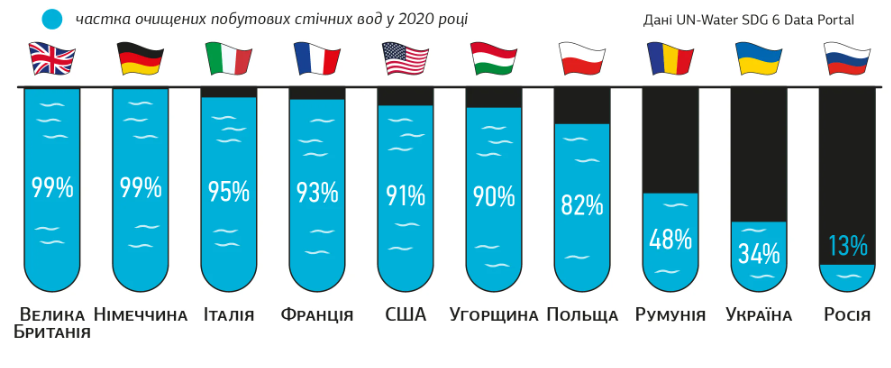 частка очищених побутових стічних вод у 2020 році
Дані UN-Water SDG 6 Data Portal
99%
99%
95%
93%
91%
90%
82%
48%
34%
13%
Велика Британія
Німеччина
Італія
Франція
США
Угорщина
Польща
Румунія
Україна
Росія